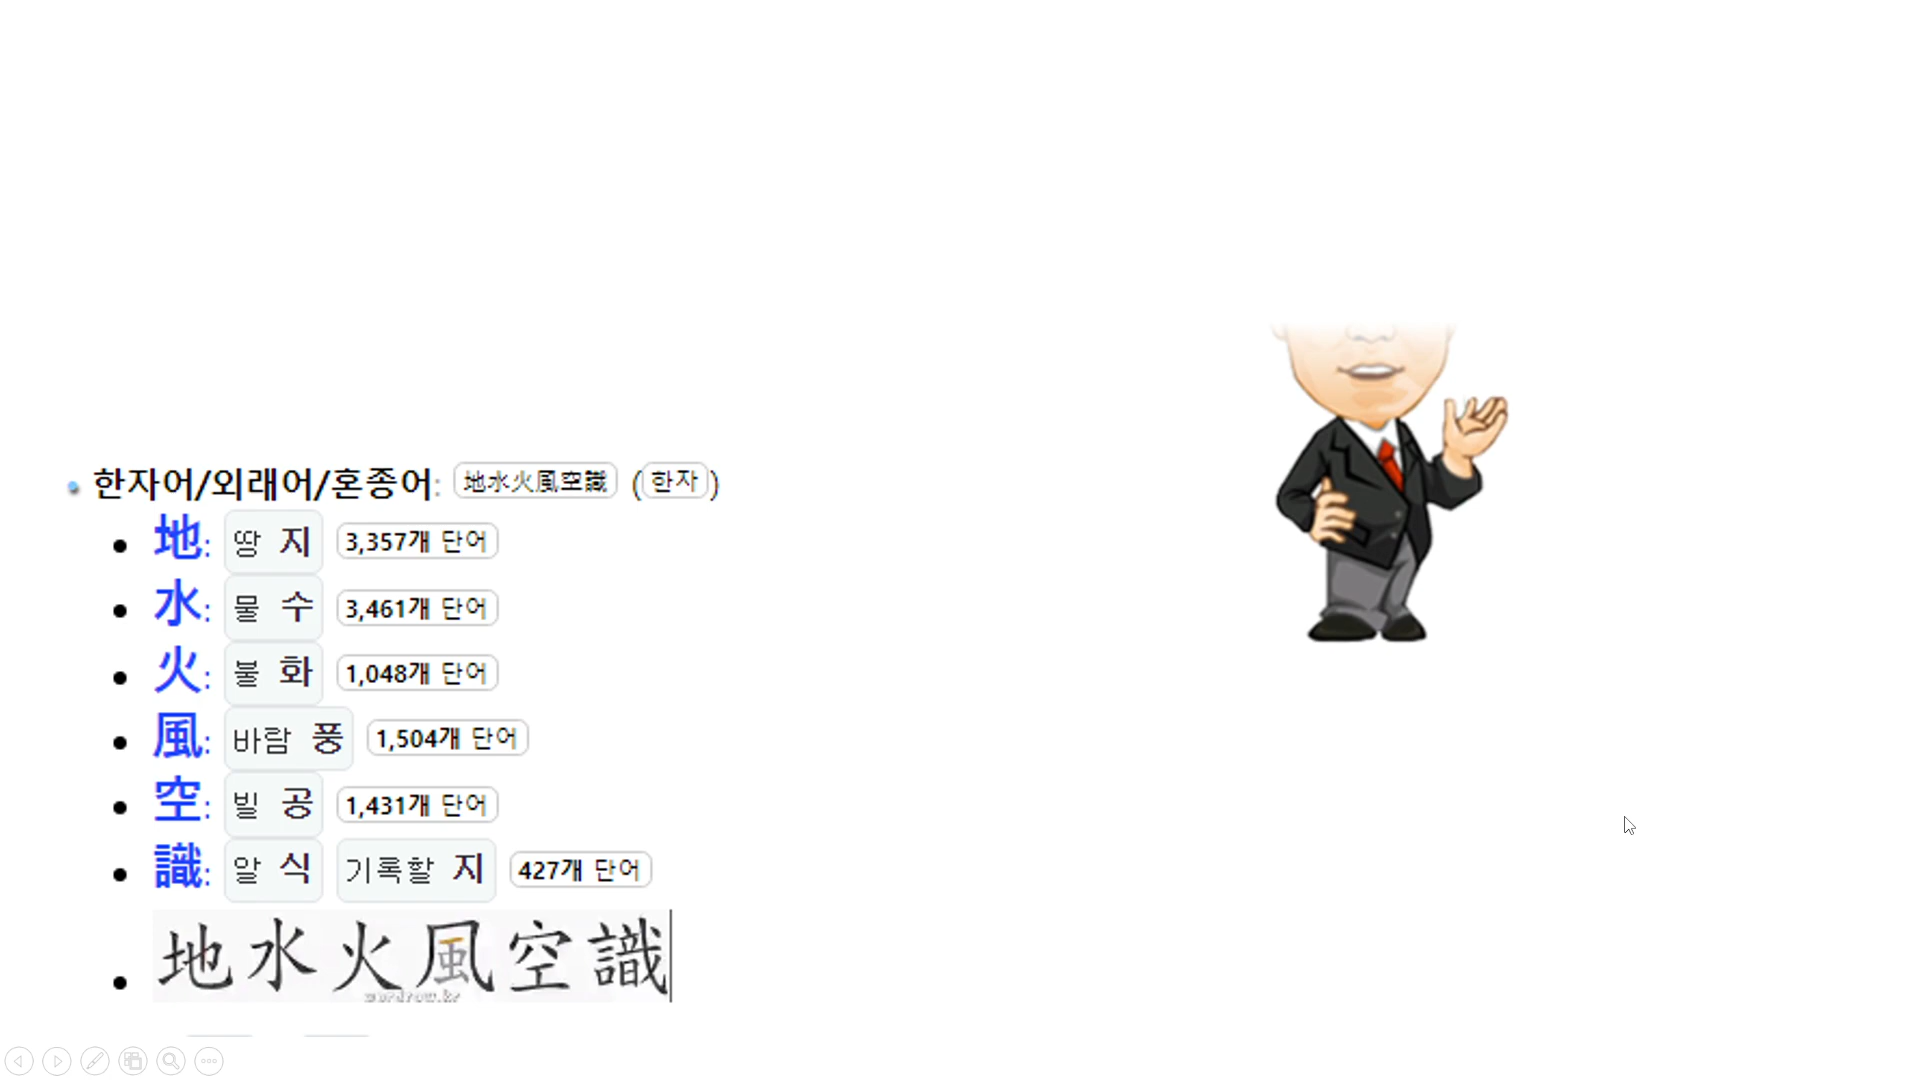 한자어/외래어/혼종어: 地水火風空識 (한자)
地: 땅 지 3,357개 단어
水: 물 수 3,461개 단어
火: 불 화 1,048개 단어
風: 바람 풍 1,504개 단어
空: 빌 공 1,431개 단어
識: 알 식 기록할 지 427개 단어
地水火風空識
wordrow.kr